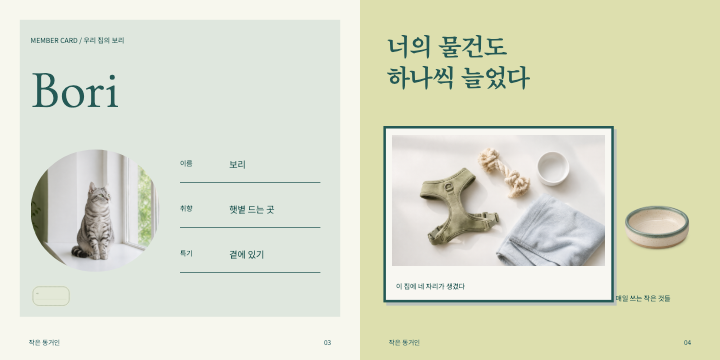 MEMBER CARD / 우리 집의 보리
Bori
이름 보리
취향 햇볕 드는 곳
특기 곁에 있기
작은 동거인 03
너의 물건도
하나씩 늘었다
이 집에 네 자리가 생겼다
매일 쓰는 작은 것들
작은 동거인 04